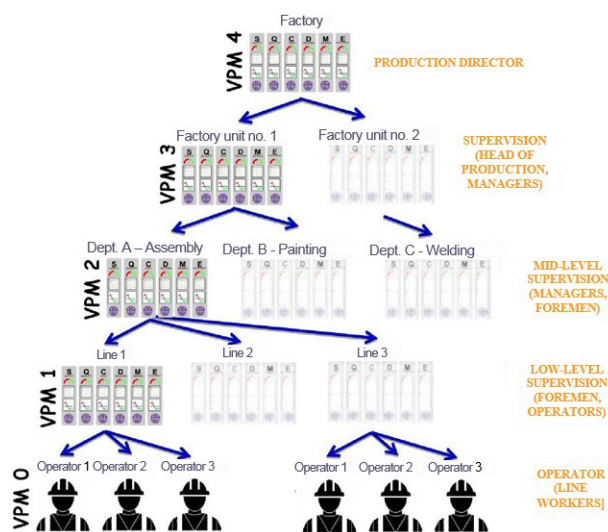 Factory
VPM 4
S Q C D M E
PRODUCTION DIRECTOR
Factory unit no. 1
Factory unit no. 2
VPM 3
S Q C D M E
S Q C D M E
SUPERVISION
(HEAD OF
PRODUCTION,
MANAGERS)
Dept. A – Assembly
Dept. B - Painting
Dept. C - Welding
VPM 2
S Q C D M E
S Q C D M E
S Q C D M E
MID-LEVEL
SUPERVISION
(MANAGERS,
FOREMEN)
Line 1
Line 2
Line 3
VPM 1
S Q C D M E
S Q C D M E
S Q C D M E
LOW-LEVEL
SUPERVISION
(FOREMEN,
OPERATORS)
VPM 0
Operator 1
Operator 2
Operator 3
Operator 1
Operator 2
Operator 3
OPERATOR
(LINE
WORKERS]